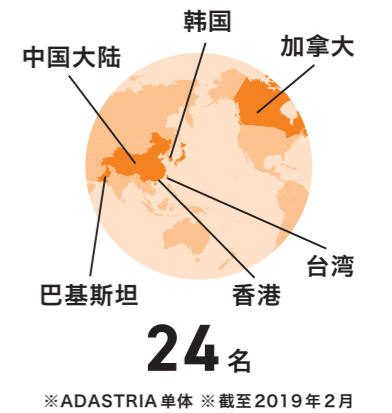 韩国
加拿大
中国大陆
台湾
巴基斯坦
香港
24名
※ADASTRIA单体 ※截至2019年2月